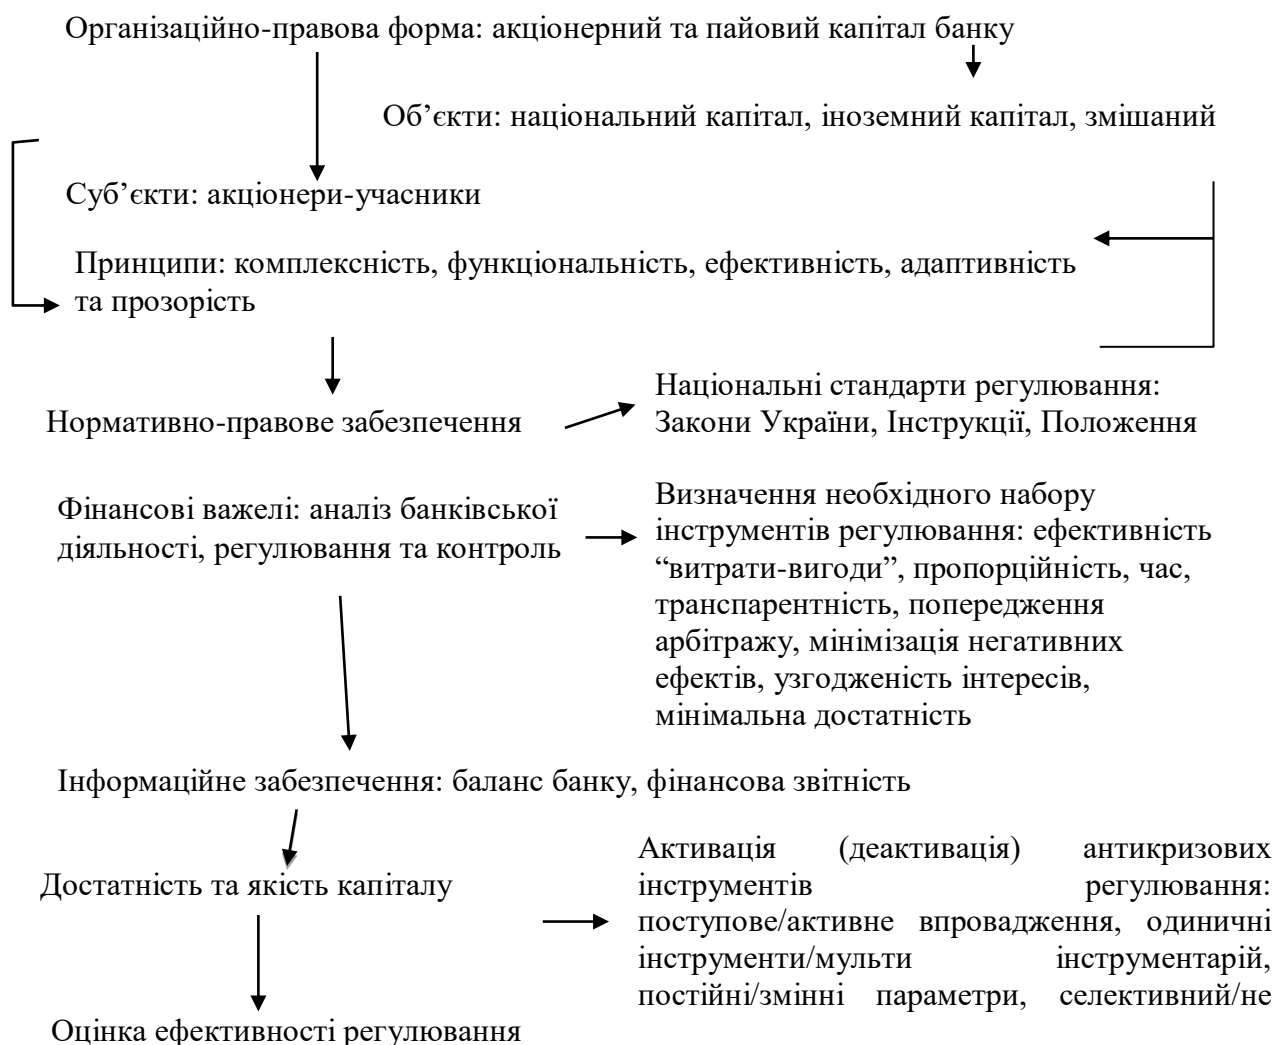 Організаційно-правова форма: акціонерний та пайовий капітал банку
Об’єкти: національний капітал, іноземний капітал, змішаний
Суб’єкти: акціонери-учасники
Принципи: комплексність, функціональність, ефективність, адаптивність
та прозорість
Нормативно-правове забезпечення
Національні стандарти регулювання:
Закони України, Інструкції, Положення
Фінансові важелі: аналіз банківської
діяльності, регулювання та контроль
Визначення необхідного набору
інструментів регулювання: ефективність
“витрати-вигоди”, пропорційність, час,
транспарентність, попередження
арбітражу, мінімізація негативних
ефектів, узгодженість інтересів,
мінімальна достатність
Інформаційне забезпечення: баланс банку, фінансова звітність
Достатність та якість капіталу
Активація (деактивація) антикризових
інструментів регулювання:
поступове/активне впровадження, одиничні
інструменти/мульти інструментарій,
постійні/змінні параметри, селективний/не
Оцінка ефективності регулювання